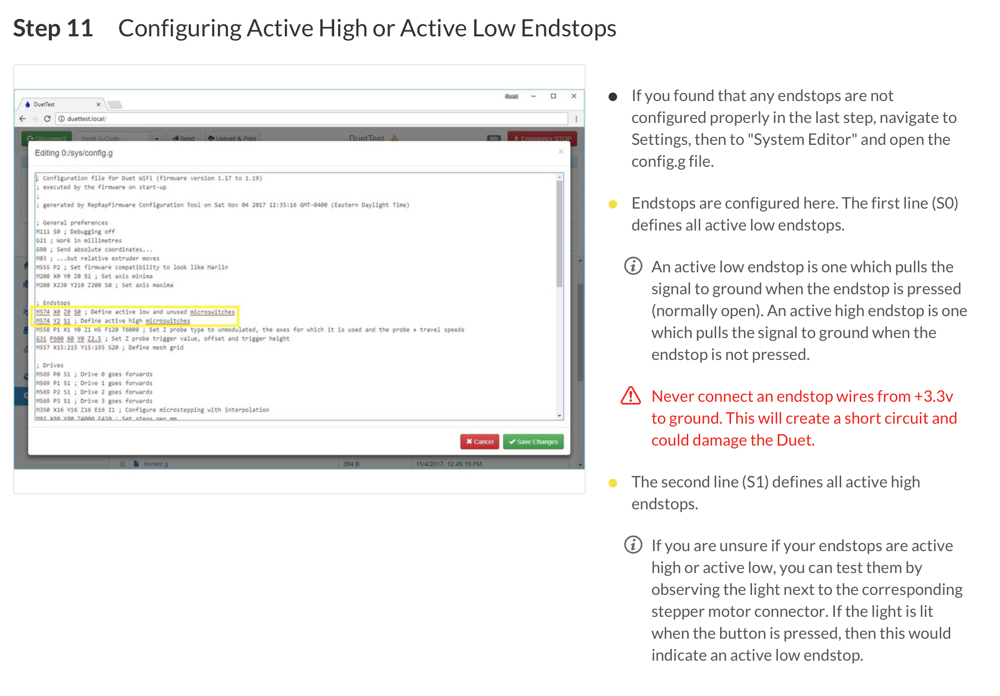 Step 11 Configuring Active High or Active Low Endstops
Guest
DuetTest
duettest.local/
Disconnect Send G-Code... Send Upload & Print DuetTest Idle Emergency STOP
Editing 0:/sys/config.g
; Configuration file for Duet WiFi (firmware version 1.17 to 1.19)
; executed by the firmware on start-up
;
; generated by RepRapFirmware Configuration Tool on Sat Nov 04 2017 12:35:16 GMT-0400 (Eastern Daylight Time)
; General preferences
M111 S0 ; Debugging off
G21 ; Work in millimetres
G90 ; Send absolute coordinates...
M83 ; ...but relative extruder moves
M555 P2 ; Set firmware compatibility to look like Marlin
M208 X0 Y0 Z0 S1 ; Set axis minima
M208 X230 Y210 Z200 S0 ; Set axis maxima
; Endstops
M574 X0 Z0 S0 ; Define active low and unused microswitches
M574 Y2 S1 ; Define active high microswitches
M558 P1 X1 Y0 Z1 H5 F120 T6000 ; Set Z probe type to unmodulated, the axes for which it is used and the probe + travel speeds
G31 P600 X0 Y0 Z2.5 ; Set Z probe trigger value, offset and trigger height
M557 X15:215 Y15:195 S20 ; Define mesh grid
; Drives
M569 P0 S1 ; Drive 0 goes forwards
M569 P1 S1 ; Drive 1 goes forwards
M569 P2 S1 ; Drive 2 goes forwards
M569 P3 S1 ; Drive 3 goes forwards
M350 X16 Y16 Z16 E16 I1 ; Configure microstepping with interpolation
M92 X80 Y80 Z4000 E420 ; Set steps per mm
Cancel Save Changes
homez.g 394 B 11/4/2017, 12:49:19 PM
If you found that any endstops are not
configured properly in the last step, navigate to
Settings, then to "System Editor" and open the
config.g file.
Endstops are configured here. The first line (S0)
defines all active low endstops.
An active low endstop is one which pulls the
signal to ground when the endstop is pressed
(normally open). An active high endstop is one
which pulls the signal to ground when the
endstop is not pressed.
Never connect an endstop wires from +3.3v
to ground. This will create a short circuit and
could damage the Duet.
The second line (S1) defines all active high
endstops.
If you are unsure if your endstops are active
high or active low, you can test them by
observing the light next to the corresponding
stepper motor connector. If the light is lit
when the button is pressed, then this would
indicate an active low endstop.